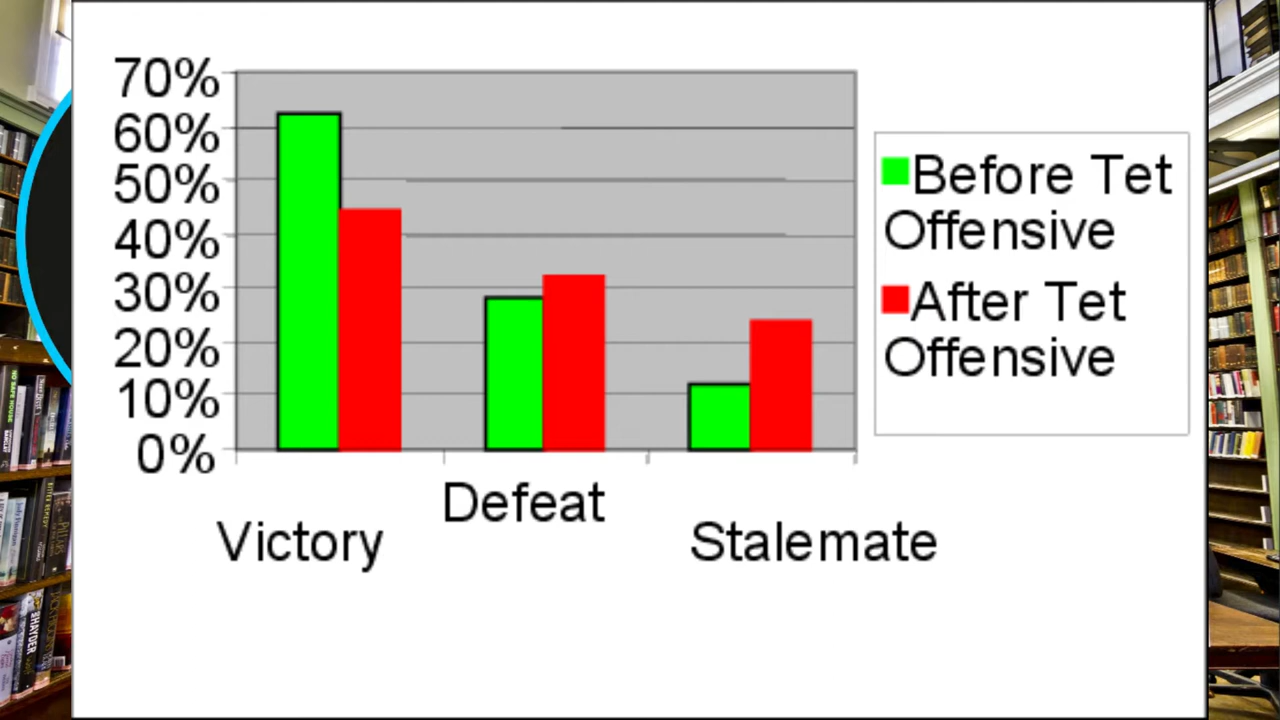 70%
60%
50%
40%
30%
20%
10%
0%
Victory
Defeat
Stalemate
Before Tet
Offensive
After Tet
Offensive